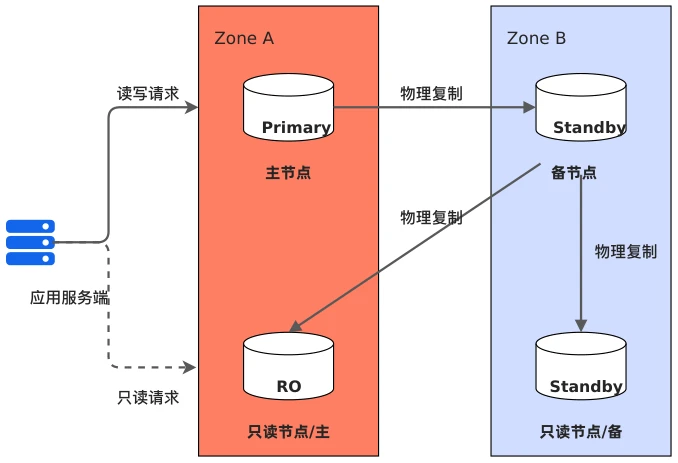 Zone A
Zone B
读写请求
物理复制
Primary
Standby
主节点
备节点
物理复制
物理复制
应用服务端
RO
Standby
只读请求
只读节点/主
只读节点/备